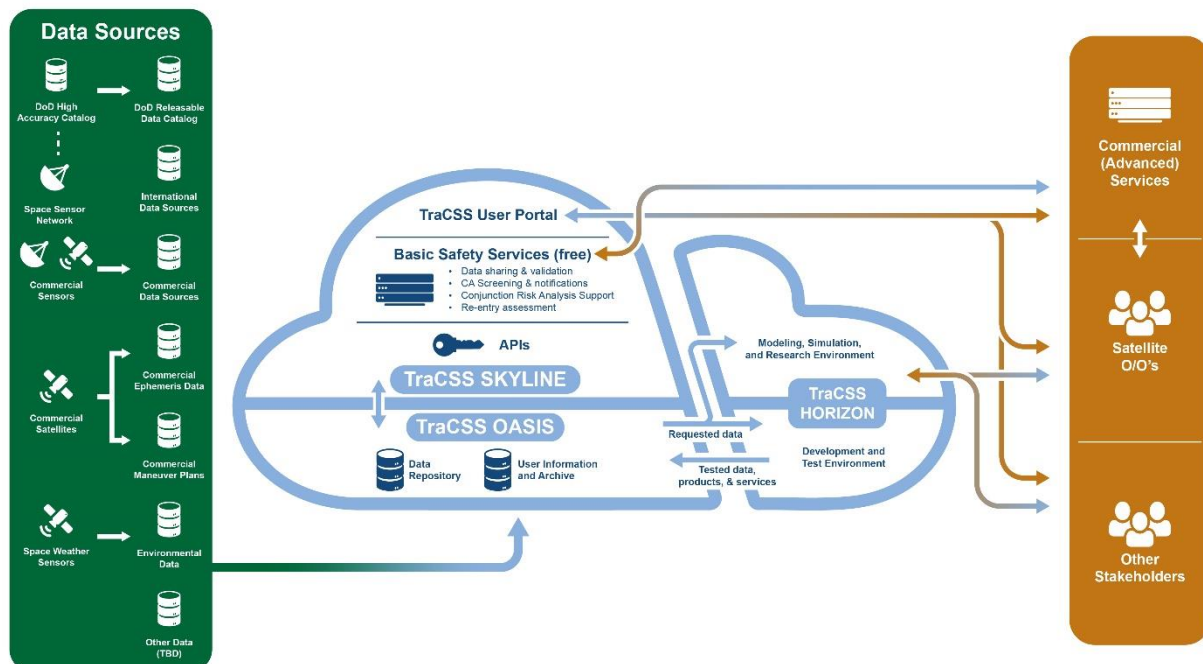 Data Sources
DoD High
Accuracy Catalog
DoD Releasable
Data Catalog
Space Sensor
Network
International
Data Sources
Commercial
Sensors
Commercial
Data Sources
Commercial
Satellites
Commercial
Ephemeris Data
Commercial
Maneuver Plans
Space Weather
Sensors
Environmental
Data
Other Data
(TBD)
TraCSS User Portal
Basic Safety Services (free)
• Data sharing & validation
• CA Screening & notifications
• Conjunction Risk Analysis Support
• Re-entry assessment
APIs
TraCSS SKYLINE
TraCSS OASIS
Data
Repository
User Information
and Archive
Requested data
Tested data,
products, & services
Modeling, Simulation,
and Research Environment
TraCSS
HORIZON
Development and
Test Environment
Commercial
(Advanced)
Services
Satellite
O/O's
Other
Stakeholders